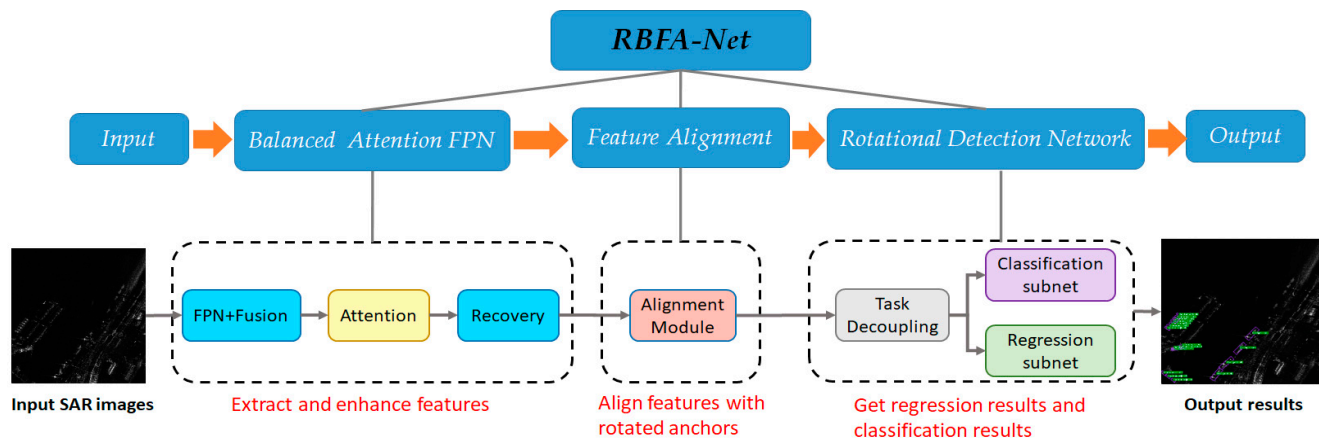 RBFA-Net
Input
Balanced Attention FPN
Feature Alignment
Rotational Detection Network
Output
FPN+Fusion
Attention
Recovery
Alignment
Module
Task
Decoupling
Classification
subnet
Regression
subnet
Input SAR images
Extract and enhance features
Align features with
rotated anchors
Get regression results and
classification results
Output results